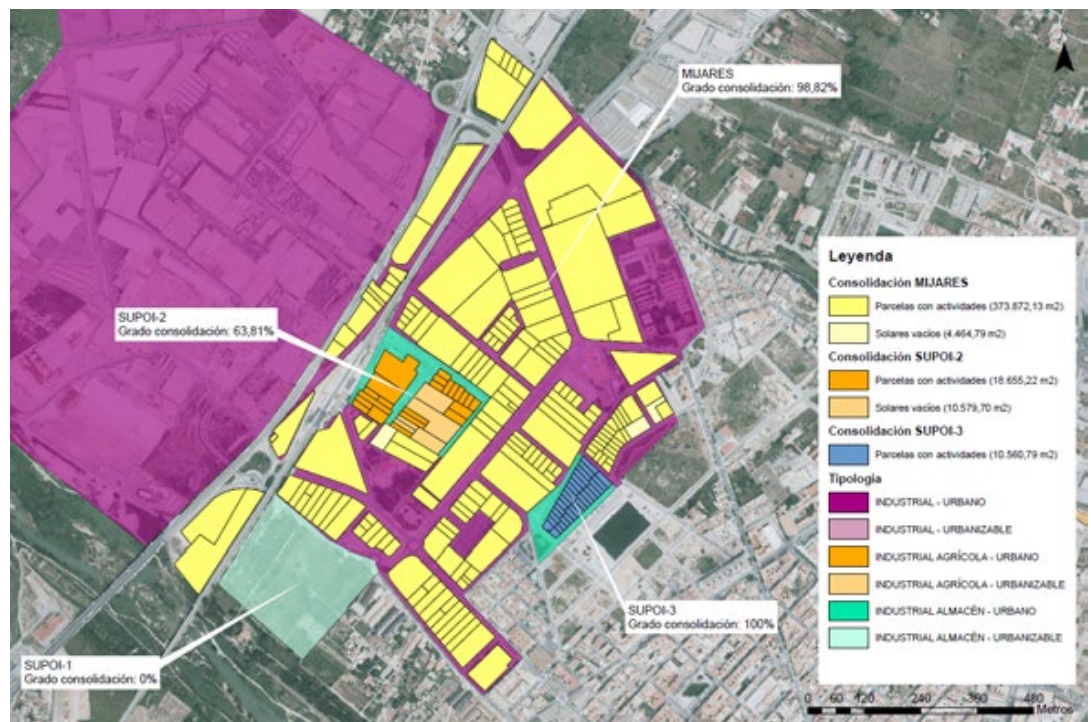 MIJARES
Grado consolidación: 98,82%
SUPOI-2
Grado consolidación: 63,81%
SUPOI-3
Grado consolidación: 100%
SUPOI-1
Grado consolidación: 0%
Leyenda
Consolidación MIJARES
Parcelas con actividades (373.872,13 m2)
Solares vacíos (4.464,79 m2)
Consolidación SUPOI-2
Parcelas con actividades (18.655,22 m2)
Solares vacíos (10.579,70 m2)
Consolidación SUPOI-3
Parcelas con actividades (10.560,79 m2)
Tipología
INDUSTRIAL - URBANO
INDUSTRIAL - URBANIZABLE
INDUSTRIAL AGRÍCOLA - URBANO
INDUSTRIAL AGRÍCOLA - URBANIZABLE
INDUSTRIAL ALMACÉN - URBANO
INDUSTRIAL ALMACÉN - URBANIZABLE
0 60 120 240 360 480
Metros